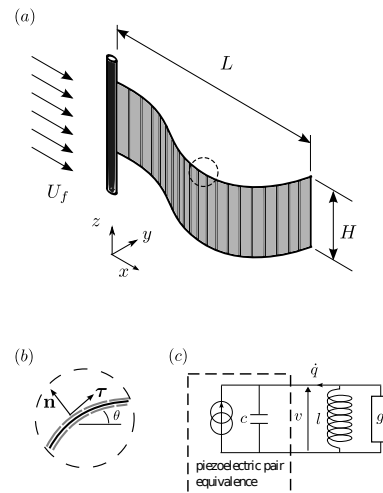 (a)
L
U_f
z
y
x
H
(b)
n
τ
θ
(c)
q̇
c
v
l
g
piezoelectric pair
equivalence